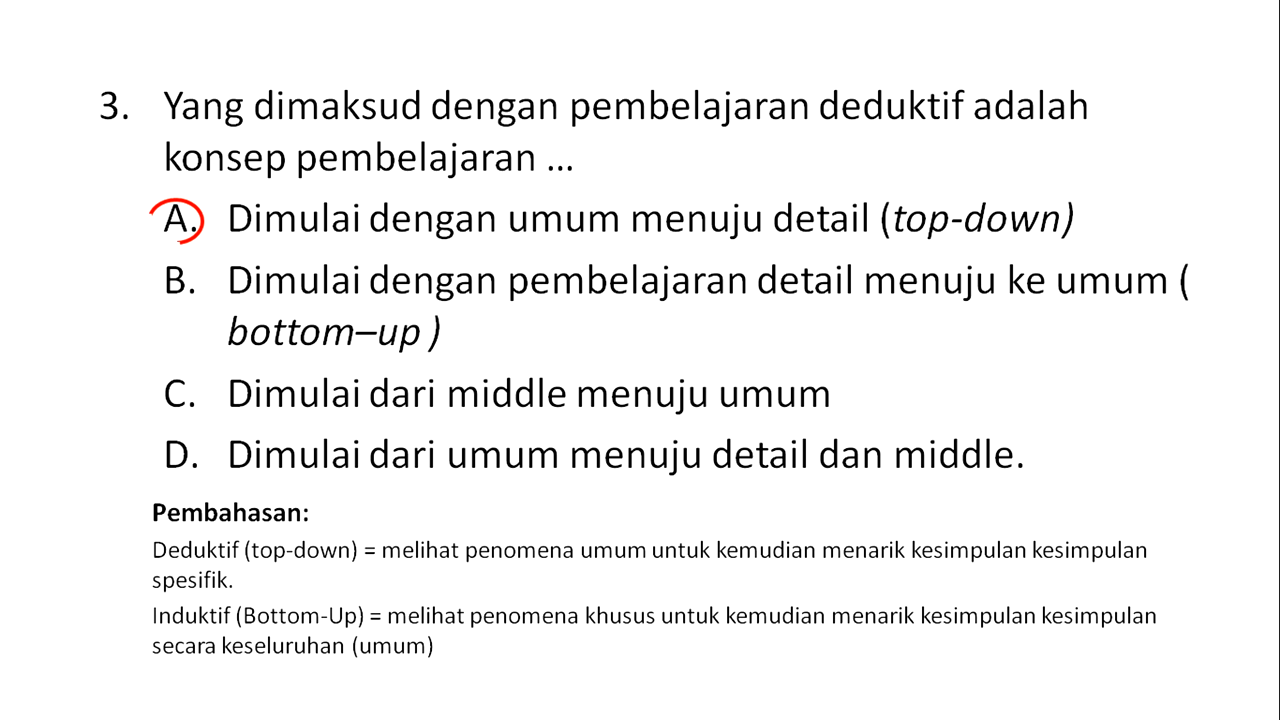 3. Yang dimaksud dengan pembelajaran deduktif adalah
konsep pembelajaran ...
A. Dimulai dengan umum menuju detail (top-down)
B. Dimulai dengan pembelajaran detail menuju ke umum (
bottom–up )
C. Dimulai dari middle menuju umum
D. Dimulai dari umum menuju detail dan middle.
Pembahasan:
Deduktif (top-down) = melihat penomena umum untuk kemudian menarik kesimpulan kesimpulan
spesifik.
Induktif (Bottom-Up) = melihat penomena khusus untuk kemudian menarik kesimpulan kesimpulan
secara keseluruhan (umum)